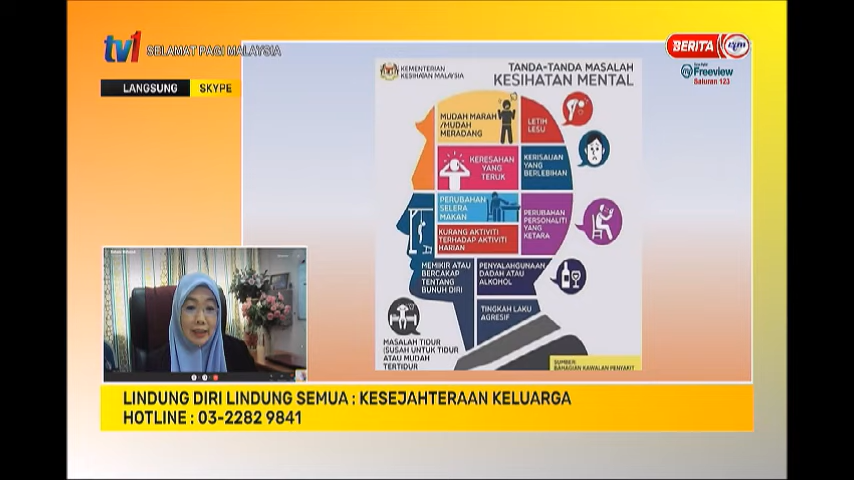 tv1 SELAMAT PAGI MALAYSIA
BERITA rtm
Freeview
Saluran 123
LANGSUNG SKYPE
KEMENTERIAN
KESIHATAN MALAYSIA
TANDA-TANDA MASALAH
KESIHATAN MENTAL
MUDAH MARAH
/MUDAH
MERADANG
LETIH
LESU
KERESAHAN
YANG
TERUK
KERISAUAN
YANG
BERLEBIHAN
PERUBAHAN
SELERA
MAKAN
PERUBAHAN
PERSONALITI
YANG
KETARA
KURANG AKTIVITI
TERHADAP AKTIVITI
HARIAN
MEMIKIR ATAU
BERCAKAP
TENTANG
BUNUH DIRI
PENYALAHGUNAAN
DADAH ATAU
ALKOHOL
TINGKAH LAKU
AGRESIF
MASALAH TIDUR
(SUSAH UNTUK TIDUR
ATAU MUDAH
TERTIDUR
SUMBER:
BAHAGIAN KAWALAN PENYAKIT
LINDUNG DIRI LINDUNG SEMUA : KESEJAHTERAAN KELUARGA
HOTLINE : 03-2282 9841